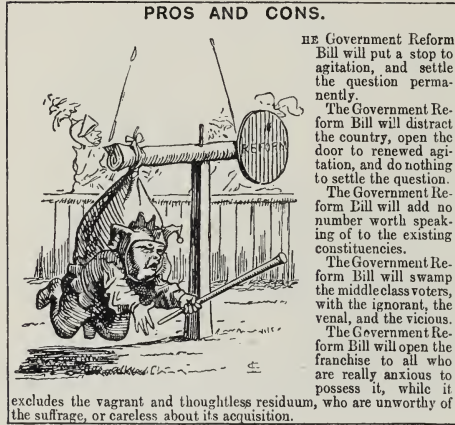 PROS AND CONS.
REFORM
HE Government Reform
Bill will put a stop to
agitation, and settle
the question perma-
nently.
The Government Re-
form Bill will distract
the country, open the
door to renewed agi-
tation, and do nothing
to settle the question.
The Government Re-
form Bill will add no
number worth speak-
ing of to the existing
constituencies.
The Government Re-
form Bill will swamp
the middleclass voters,
with the ignorant, the
venal, and the vicious.
The Government Re-
form Bill will open the
franchise to all who
are really anxious to
possess it, while it
excludes the vagrant and thoughtless residuum, who are unworthy of
the suffrage, or careless about its acquisition.